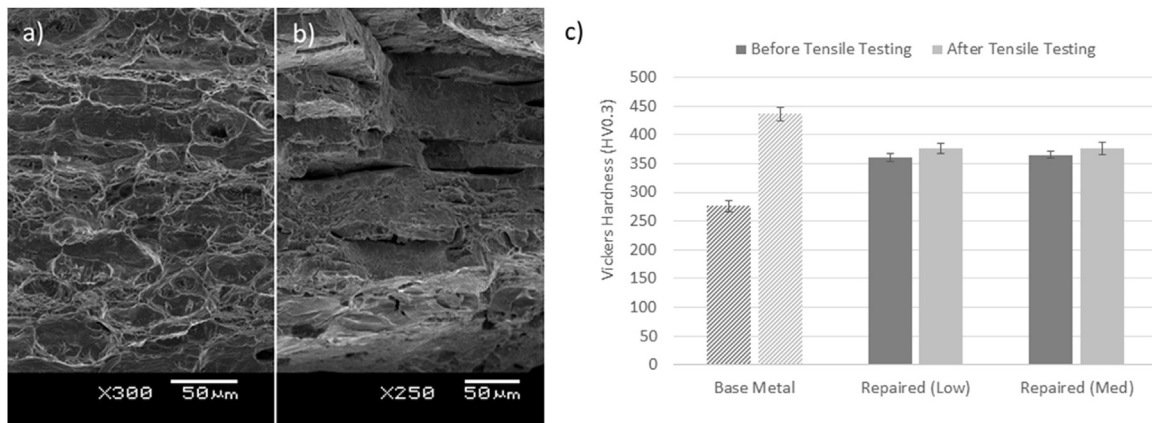 a)
X300 50μm
b)
X250 50μm
c)
Before Tensile Testing After Tensile Testing
Vickers Hardness (HV0.3)
500
450
400
350
300
250
200
150
100
50
0
Base Metal Repaired (Low) Repaired (Med)